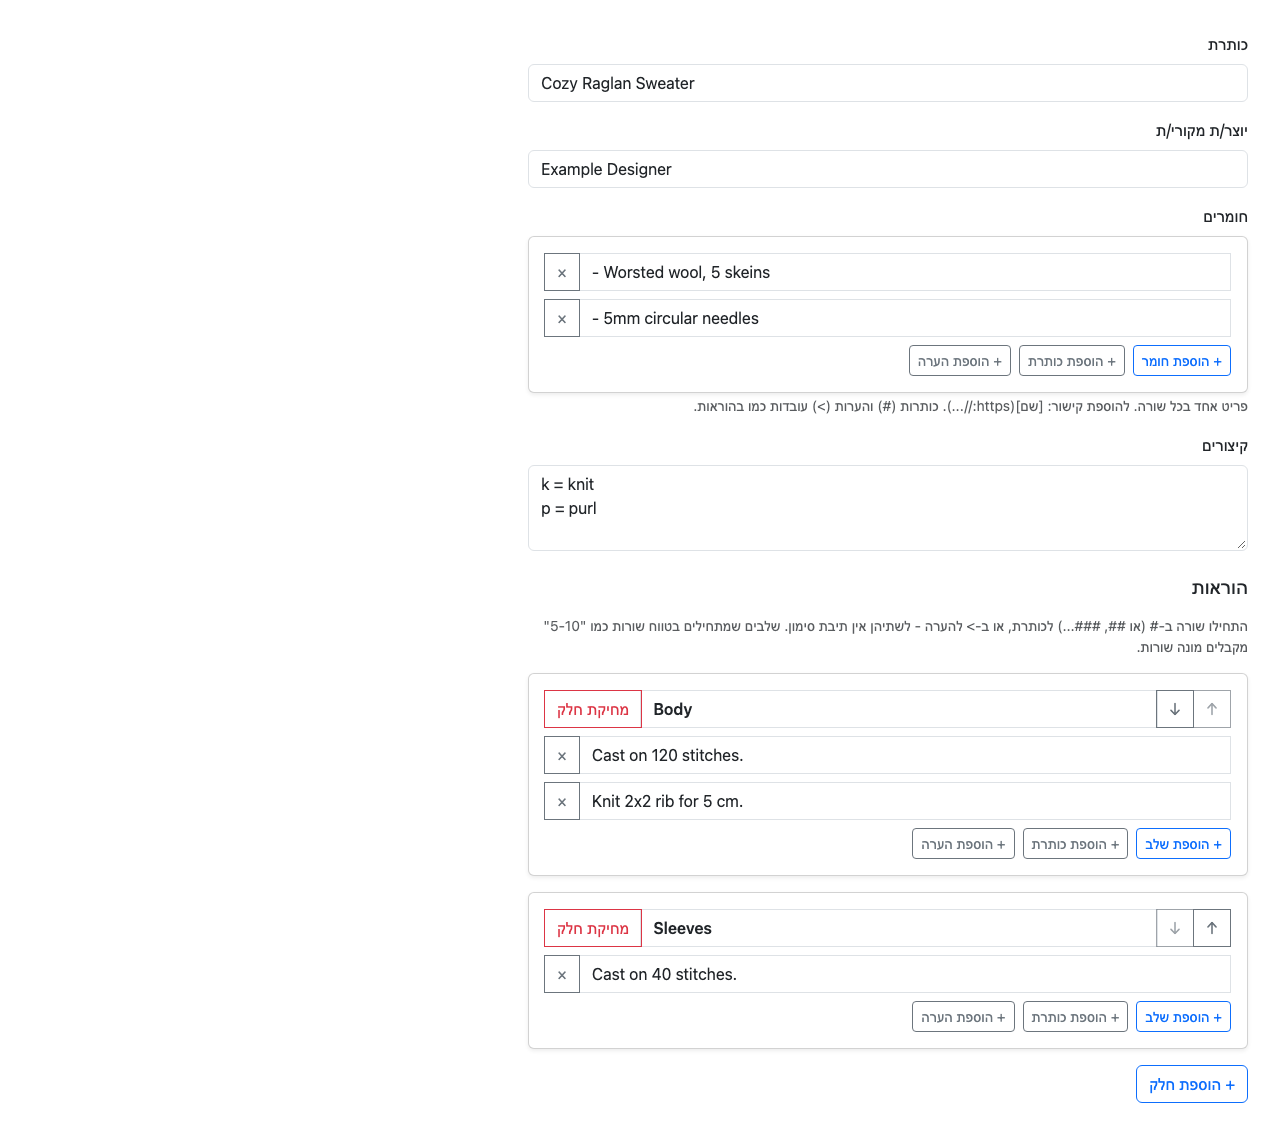 כותרת
Cozy Raglan Sweater
יוצר/ת מקורי/ת
Example Designer
חומרים
× - Worsted wool, 5 skeins
× - 5mm circular needles
+ הוספת חומר + הוספת כותרת + הוספת הערה
פריט אחד בכל שורה. להוספת קישור: [שם](https://...). כותרות (#) והערות (>) עובדות כמו בהוראות.
קיצורים
k = knit
p = purl
הוראות
התחילו שורה ב-# (או ##, ###...) לכותרת, או ב-> להערה - לשתיהן אין תיבת סימון. שלבים שמתחילים בטווח שורות כמו "5-10"
מקבלים מונה שורות.
↑ ↓ Body מחיקת חלק
× Cast on 120 stitches.
× Knit 2x2 rib for 5 cm.
+ הוספת שלב + הוספת כותרת + הוספת הערה
↑ ↓ Sleeves מחיקת חלק
× Cast on 40 stitches.
+ הוספת שלב + הוספת כותרת + הוספת הערה
+ הוספת חלק